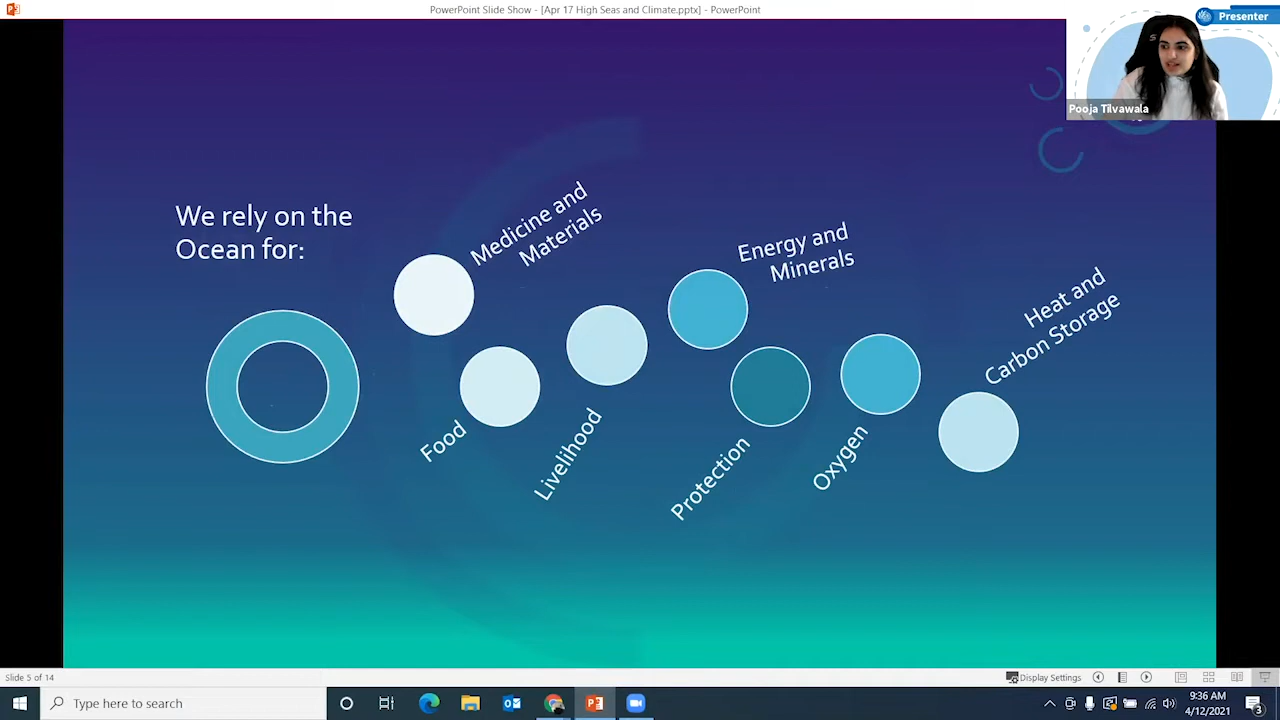 PowerPoint Slide Show - [Apr 17 High Seas and Climate.pptx] - PowerPoint
Presenter
Pooja Tilvawala
We rely on the
Ocean for:
Medicine and
Materials
Food
Livelihood
Energy and
Minerals
Protection
Oxygen
Heat and
Carbon Storage
Slide 5 of 14
Display Settings
Type here to search
9:36 AM
4/12/2021
3